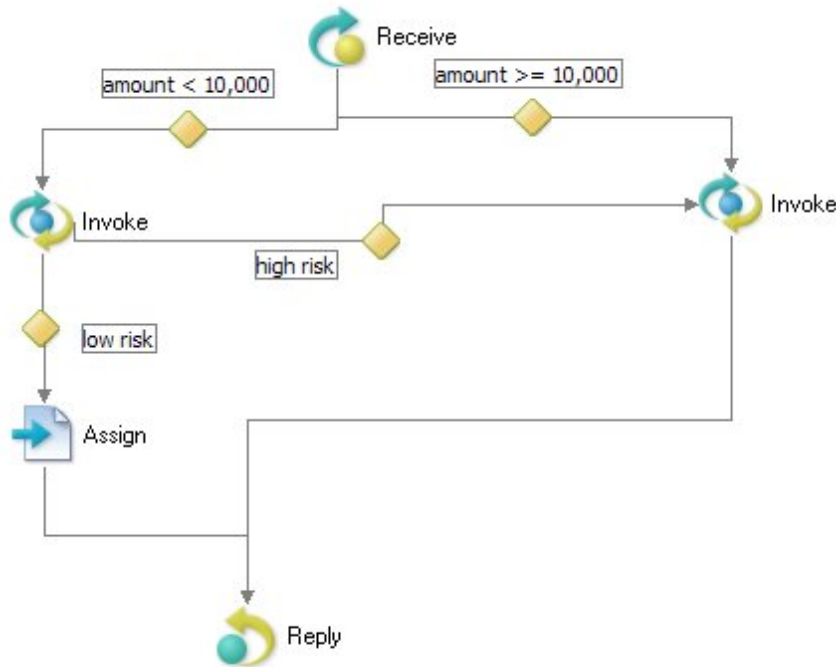 Receive
amount < 10,000
amount >= 10,000
Invoke
Invoke
high risk
low risk
Assign
Reply